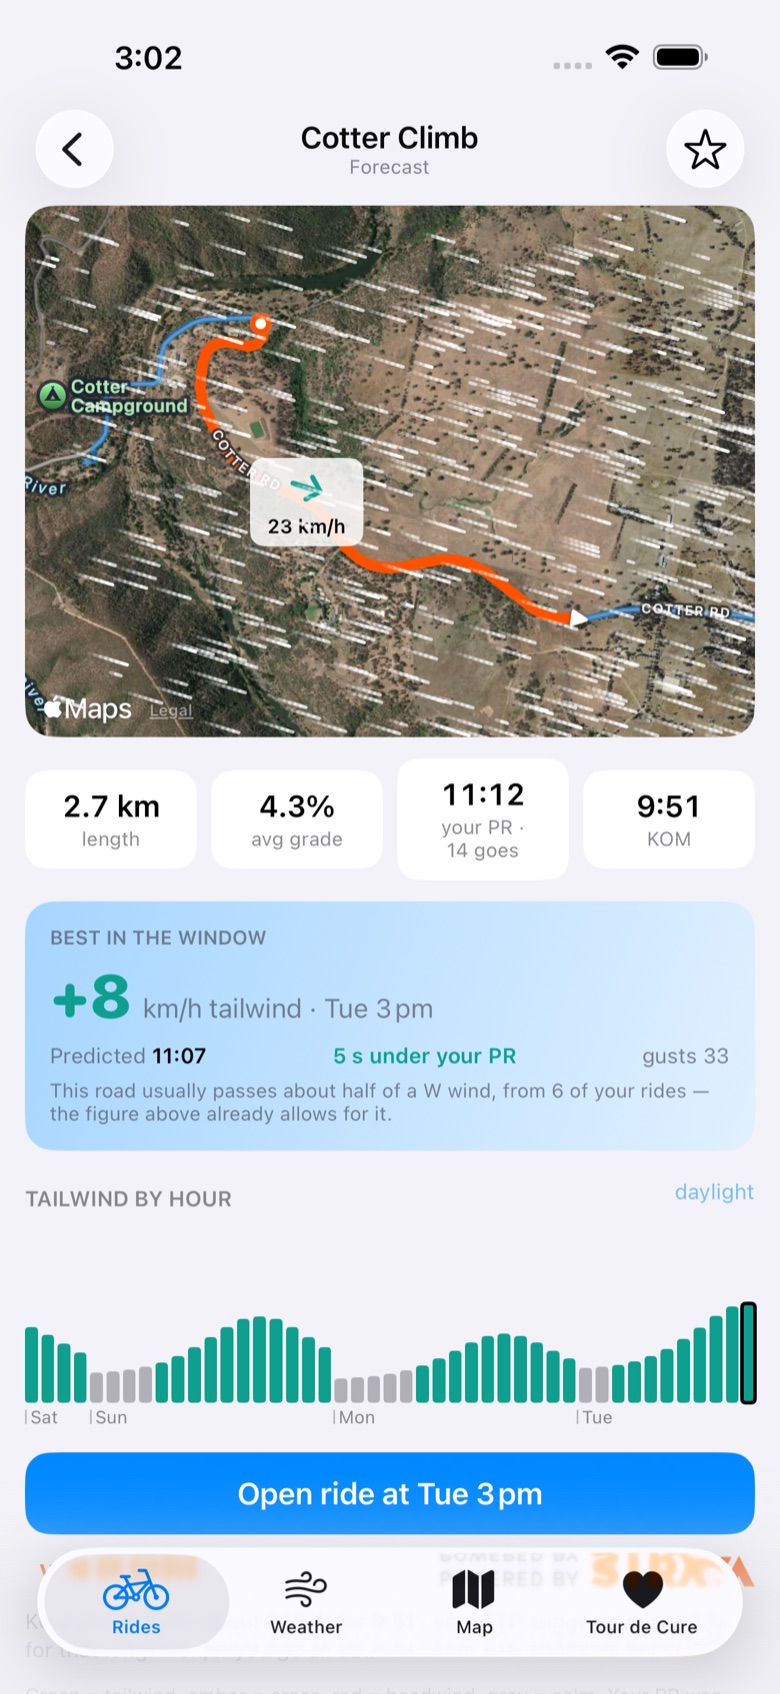 3:02
Cotter Climb
Forecast
Cotter
Campground
COTTER RD
River
23 km/h
COTTER RD
Maps
Legal
2.7 km
length
4.3%
avg grade
11:12
your PR ·
14 goes
9:51
KOM
BEST IN THE WINDOW
+8 km/h tailwind · Tue 3 pm
Predicted 11:07
5 s under your PR
gusts 33
This road usually passes about half of a W wind, from 6 of your rides —
the figure above already allows for it.
TAILWIND BY HOUR
daylight
Sat
Sun
Mon
Tue
Open ride at Tue 3 pm
POWERED BY
Rides
Weather
Map
Tour de Cure